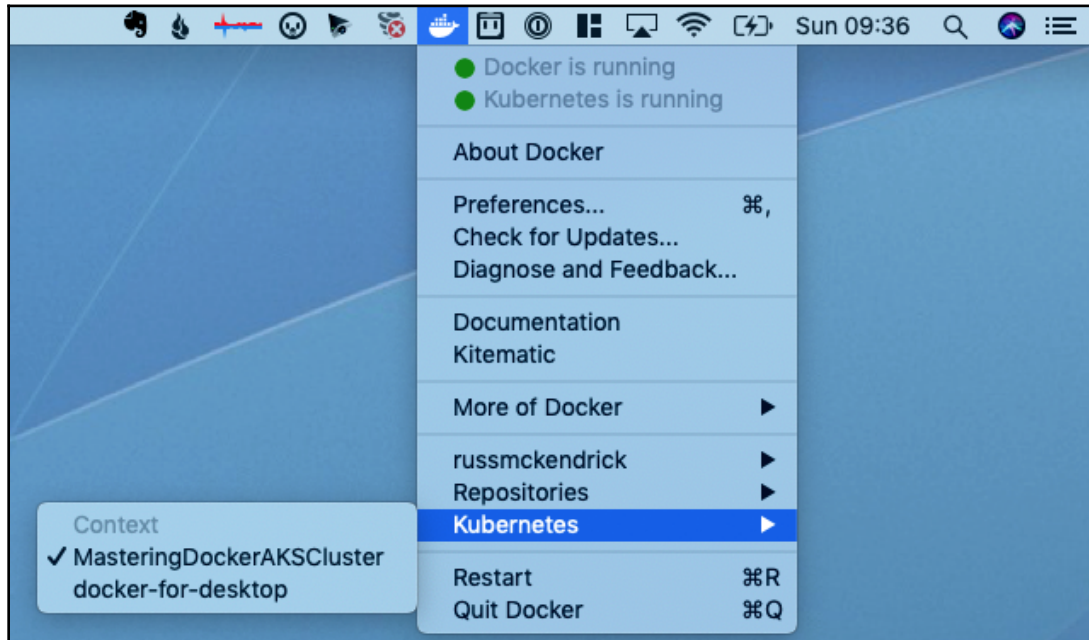 Sun 09:36
Docker is running
Kubernetes is running
About Docker
Preferences... ⌘,
Check for Updates...
Diagnose and Feedback...
Documentation
Kitematic
More of Docker
russmckendrick
Repositories
Kubernetes
Context
✓ MasteringDockerAKSCluster
docker-for-desktop
Restart ⌘R
Quit Docker ⌘Q